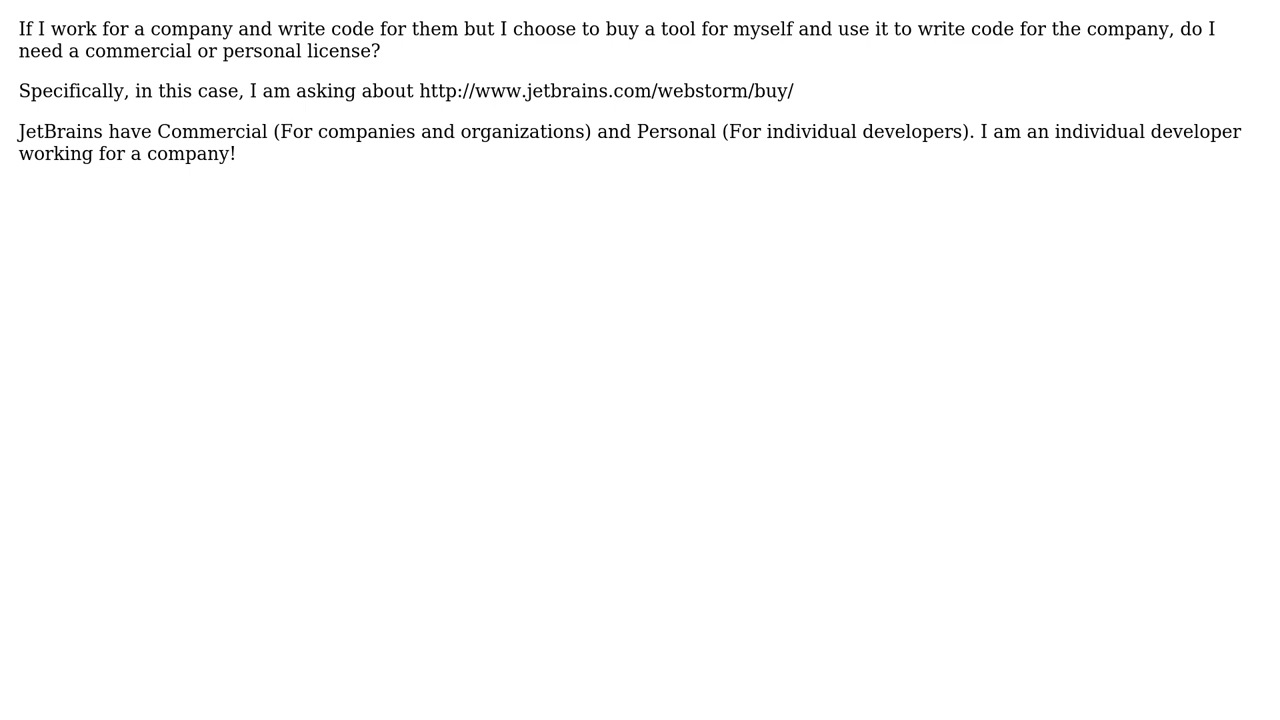 If I work for a company and write code for them but I choose to buy a tool for myself and use it to write code for the company, do I
need a commercial or personal license?
Specifically, in this case, I am asking about http://www.jetbrains.com/webstorm/buy/
JetBrains have Commercial (For companies and organizations) and Personal (For individual developers). I am an individual developer
working for a company!